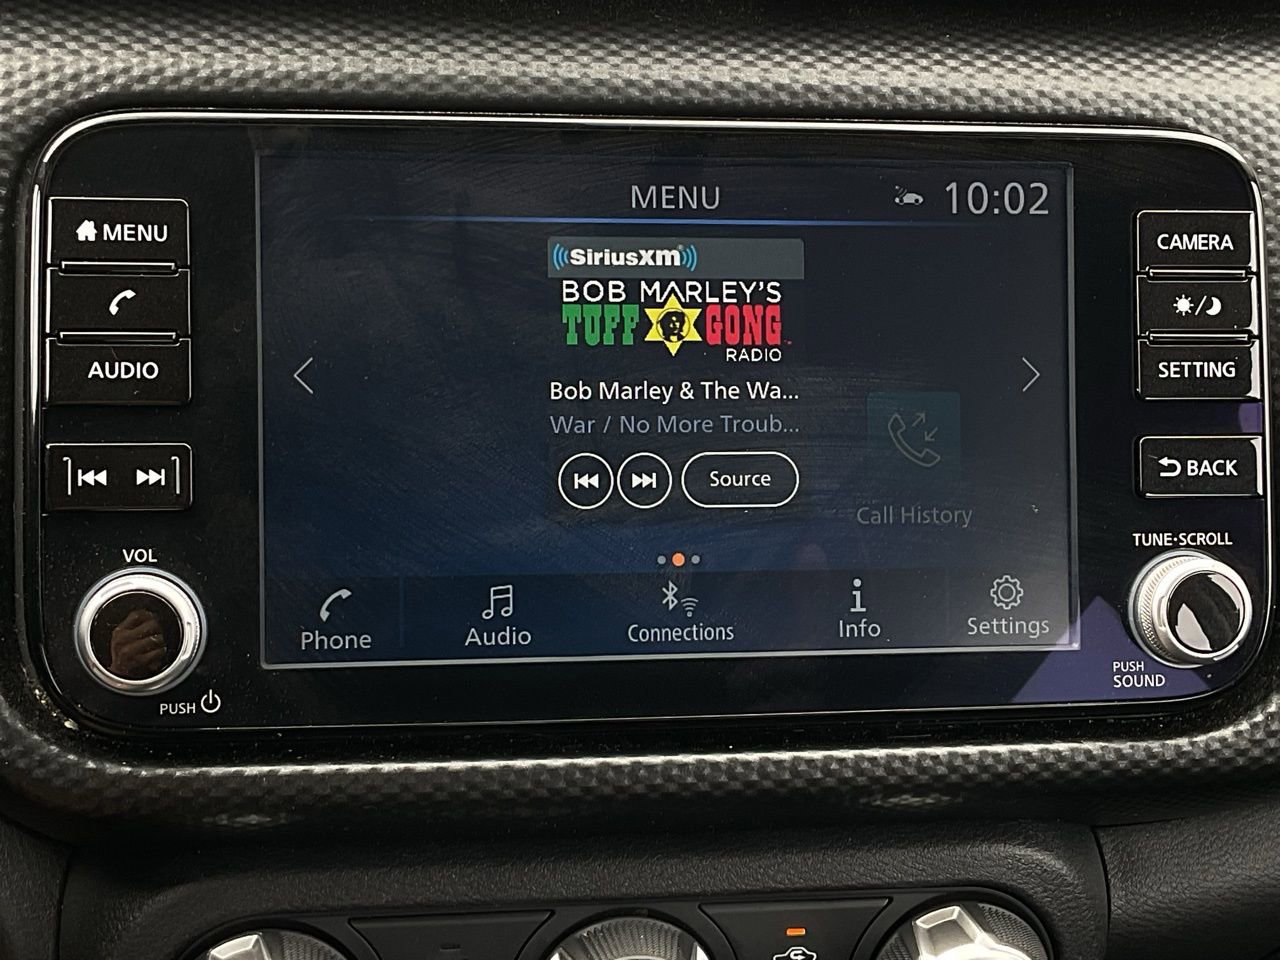 MENU
AUDIO
VOL
PUSH
MENU
10:02
SiriusXM
BOB MARLEY'S
TUFF GONG
RADIO
Bob Marley & The Wa...
War / No More Troub...
Source
Call History
Phone
Audio
Connections
Info
Settings
CAMERA
SETTING
BACK
TUNE·SCROLL
PUSH
SOUND